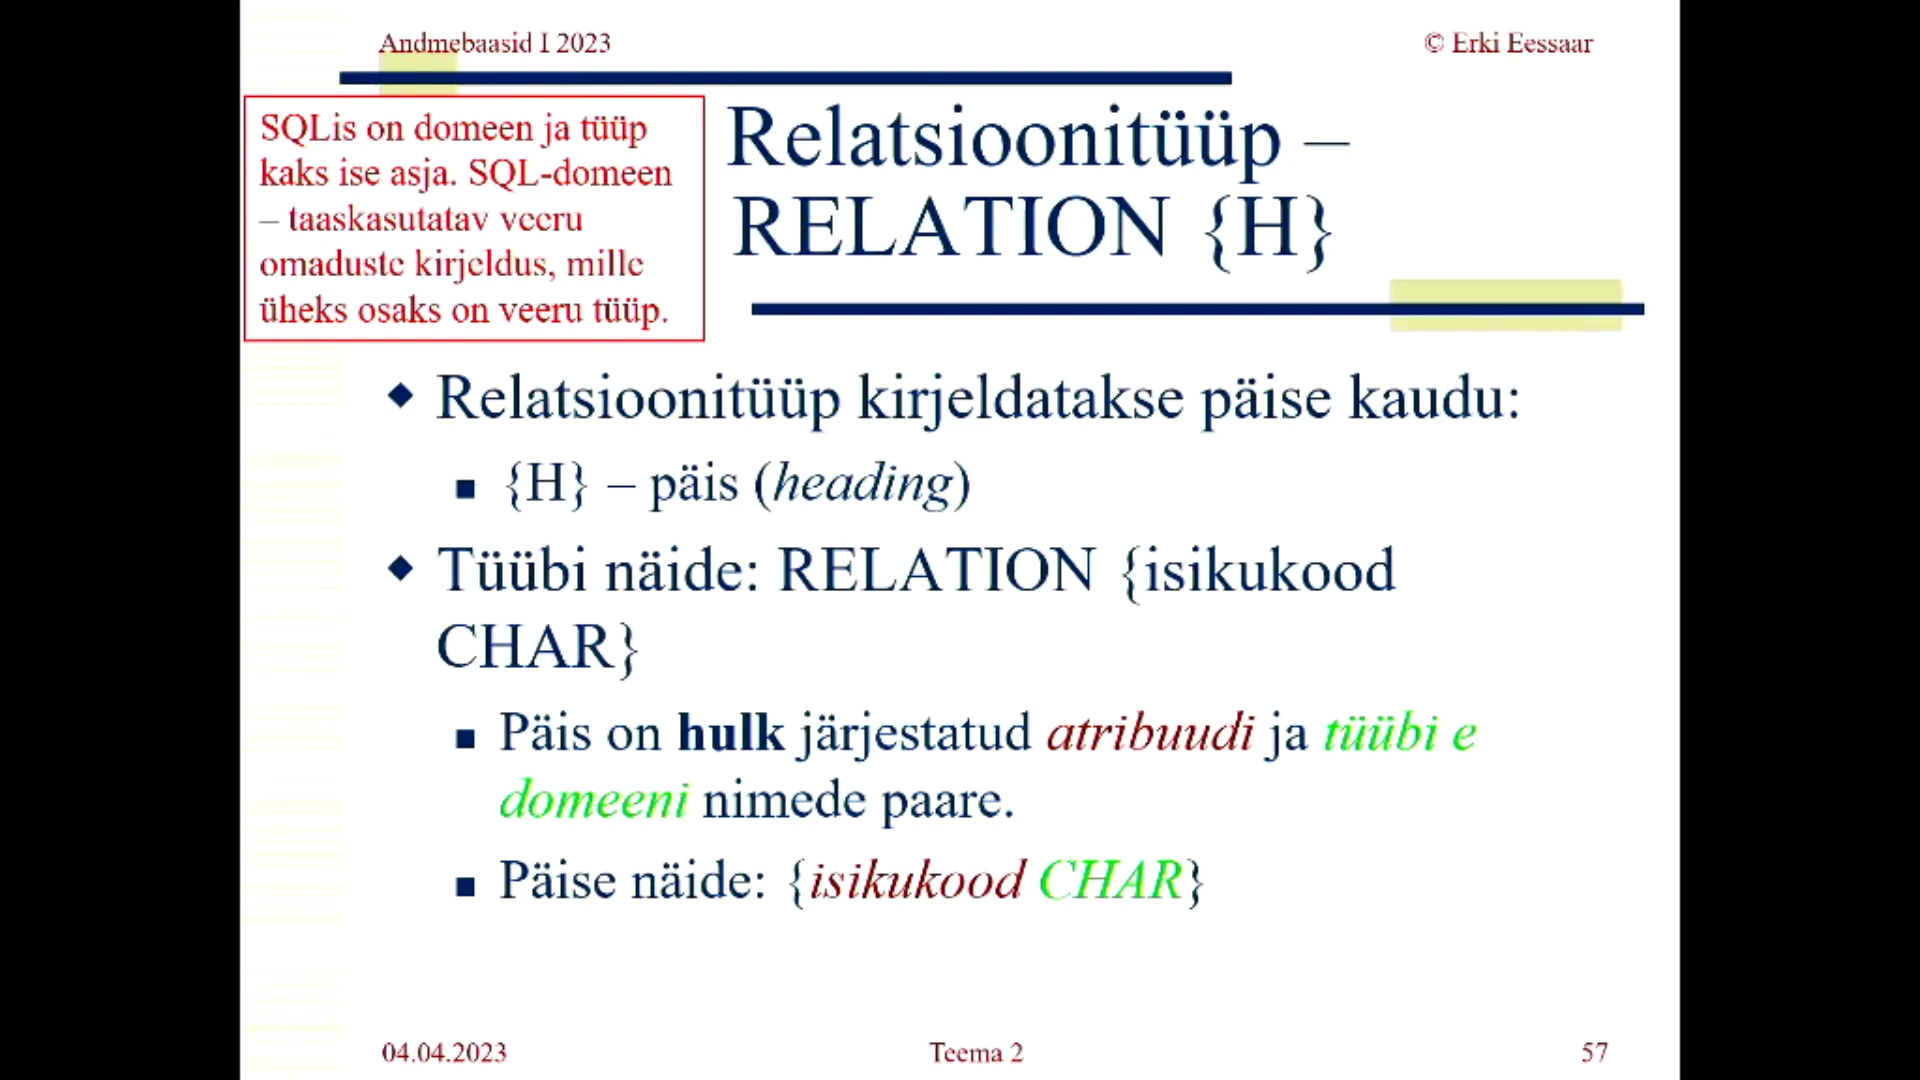 Andmebaasid I 2023
© Erki Eessaar
SQLis on domeen ja tüüp
kaks ise asja. SQL-domeen
– taaskasutatav veeru
omaduste kirjeldus, mille
üheks osaks on veeru tüüp.
Relatsioonitüüp –
RELATION {H}
Relatsioonitüüp kirjeldatakse päise kaudu:
{H} – päis (heading)
Tüübi näide: RELATION {isikukood
CHAR}
Päis on hulk järjestatud atribuudi ja tüübi e
domeeni nimede paare.
Päise näide: {isikukood CHAR}
04.04.2023
Teema 2
57